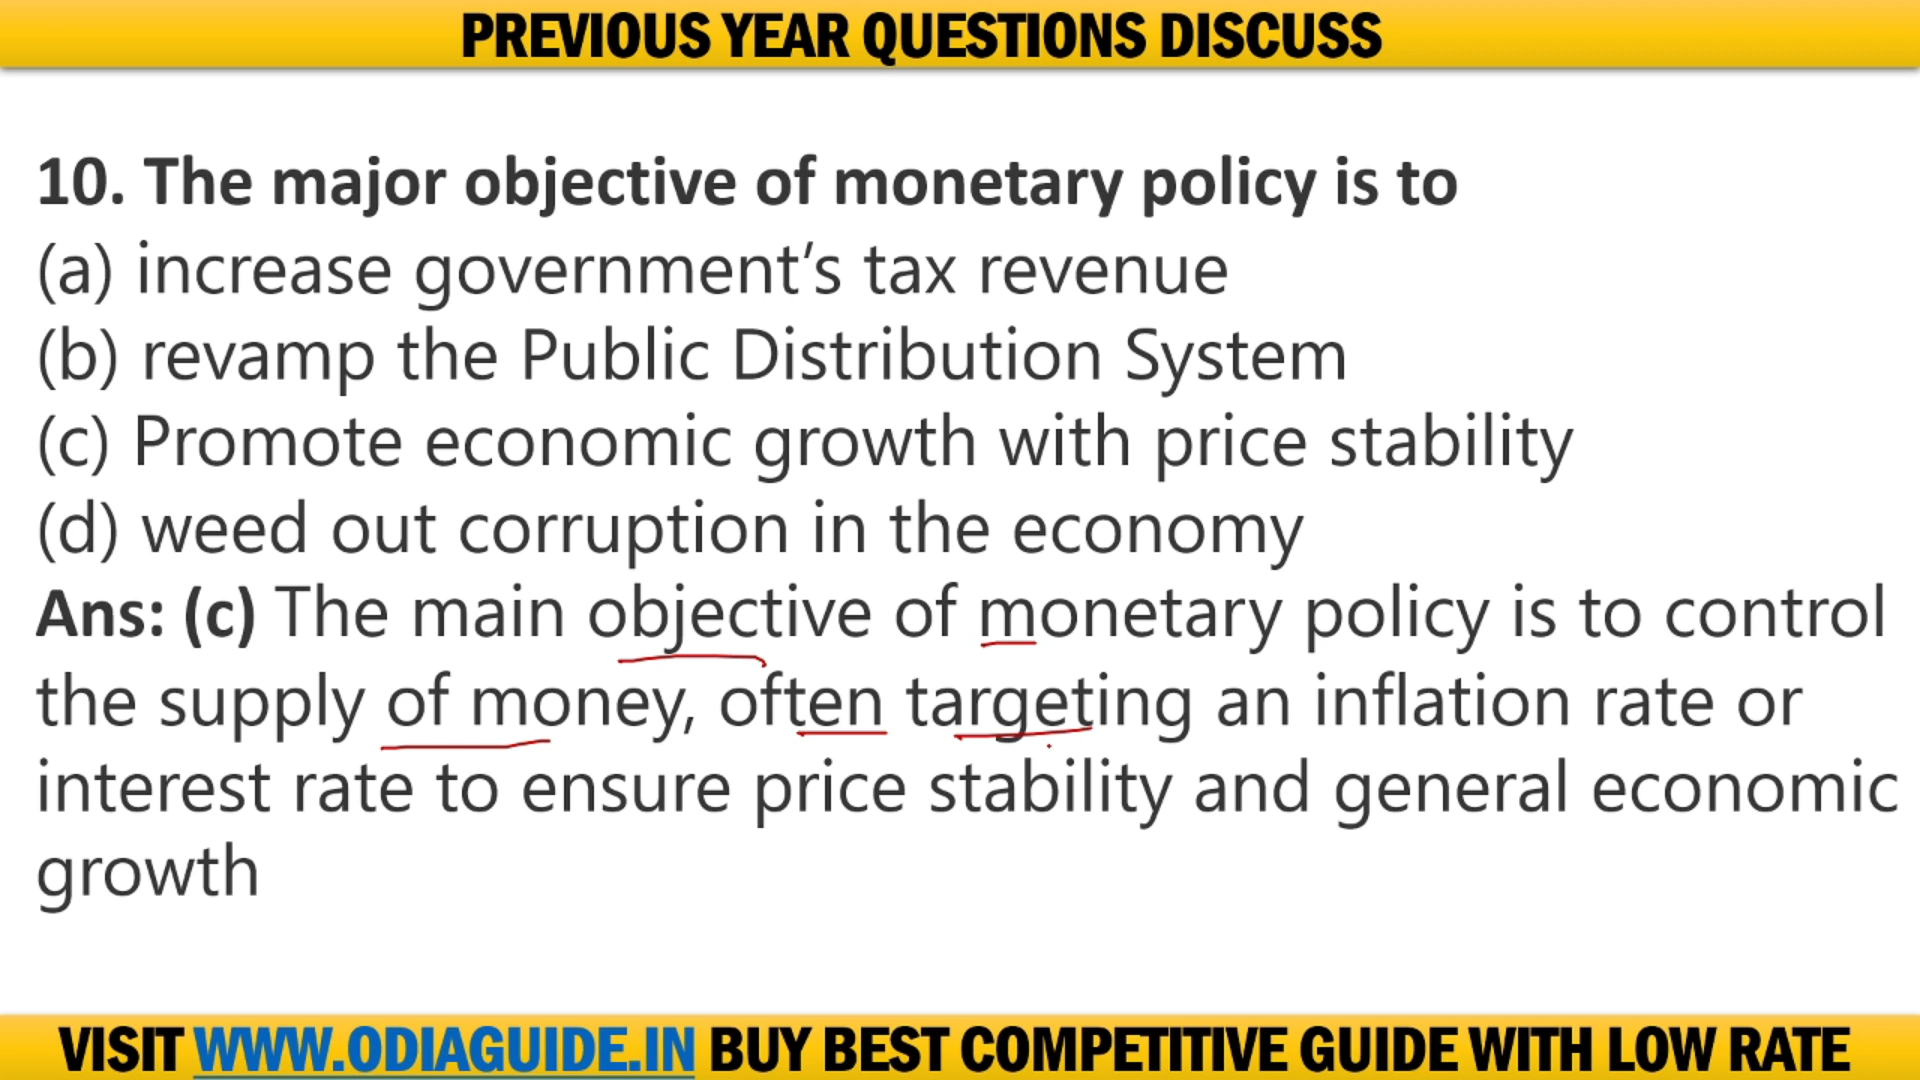 PREVIOUS YEAR QUESTIONS DISCUSS
10. The major objective of monetary policy is to
(a) increase government’s tax revenue
(b) revamp the Public Distribution System
(c) Promote economic growth with price stability
(d) weed out corruption in the economy
Ans: (c) The main objective of monetary policy is to control
the supply of money, often targeting an inflation rate or
interest rate to ensure price stability and general economic
growth
VISIT WWW.ODIAGUIDE.IN BUY BEST COMPETITIVE GUIDE WITH LOW RATE